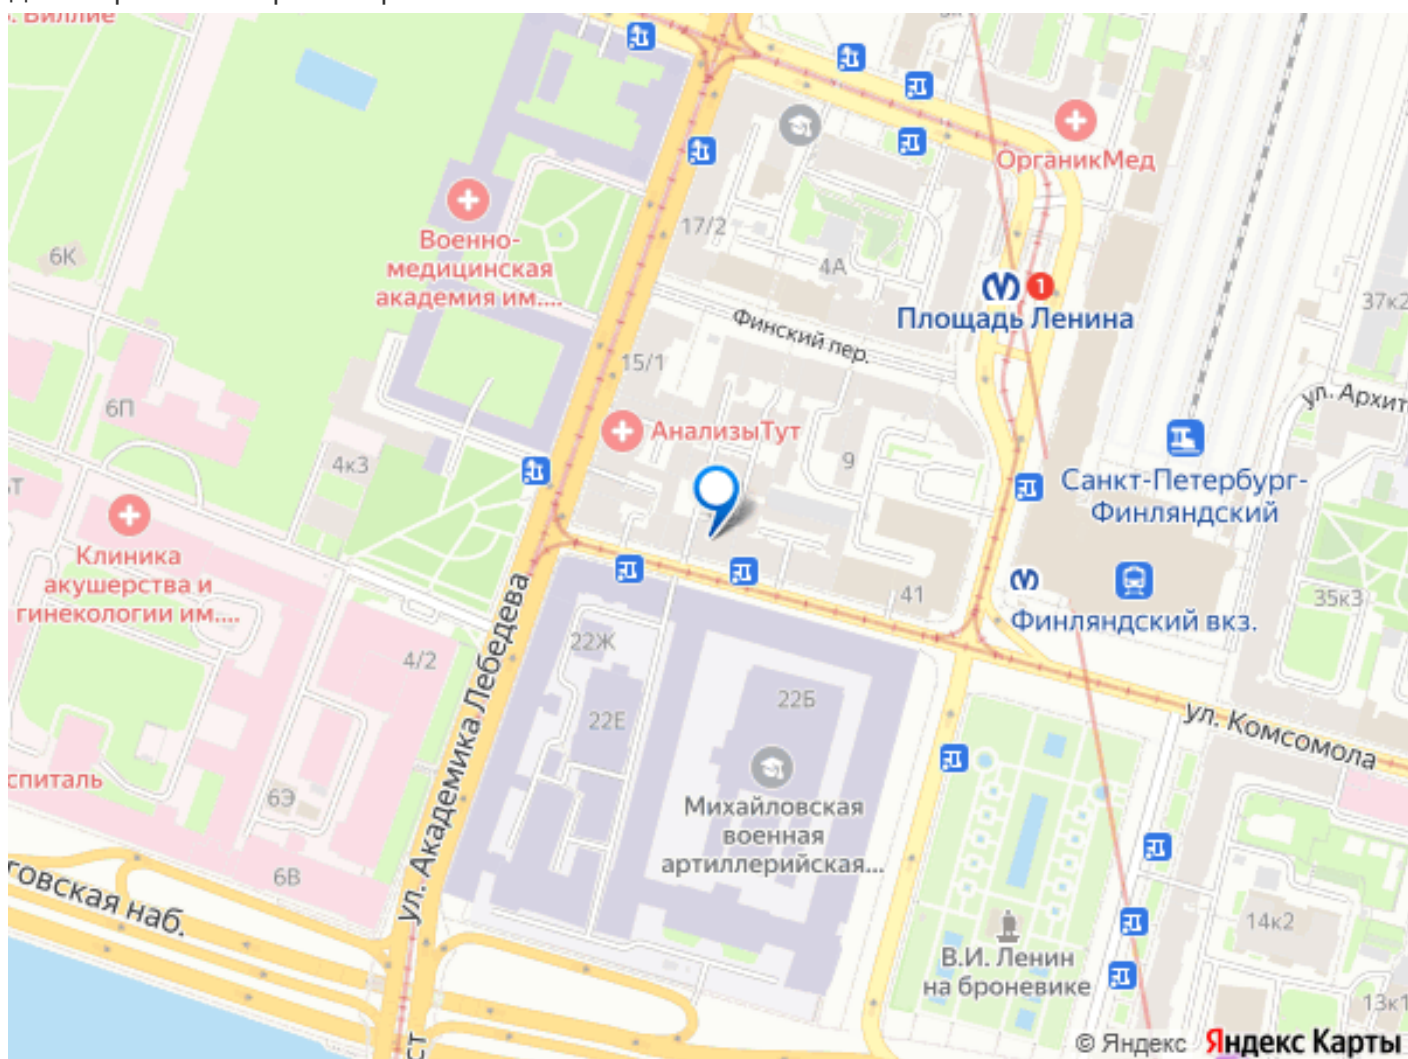 ОрганикМед
17/2
Военно-
медицинская
академия им....
6К
4А
1
Площадь Ленина
37к2
Финский пер.
15/1
ул. Архит
6П
АнализыТут
4к3
9
Санкт-Петербург-
Финляндский
Клиника
акушерства и
гинекологии им....
41
35к3
Финляндский вкз.
22Ж
4/2
22Б
22Е
ул. Академика Лебедева
ул. Комсомола
спиталь
6Э
Михайловская
военная
артиллерийская...
6В
говская наб.
14к2
В.И. Ленин
на броневике
13к1
ст
© Яндекс Яндекс Карты